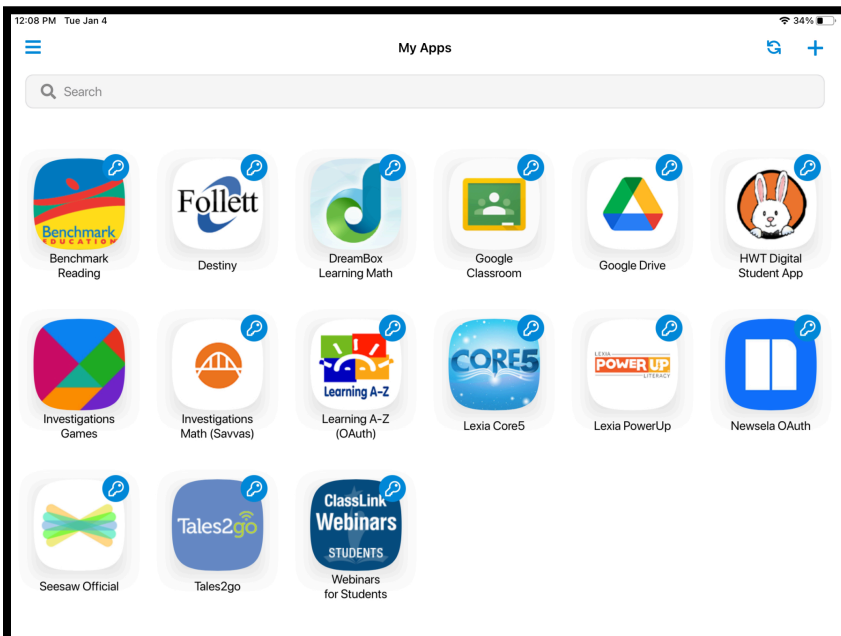 12:08 PM Tue Jan 4
34%
My Apps
Search
Benchmark
EDUCATION
Benchmark
Reading
Follett
Destiny
DreamBox
Learning Math
Google
Classroom
Google Drive
HWT Digital
Student App
Investigations
Games
Investigations
Math (Savvas)
Learning A-Z
Learning A-Z
(OAuth)
CORE5
Lexia Core5
LEXIA
POWER UP
LITERACY
Lexia PowerUp
Newsela OAuth
Seesaw Official
Tales2go
Tales2go
ClassLink
Webinars
STUDENTS
Webinars
for Students